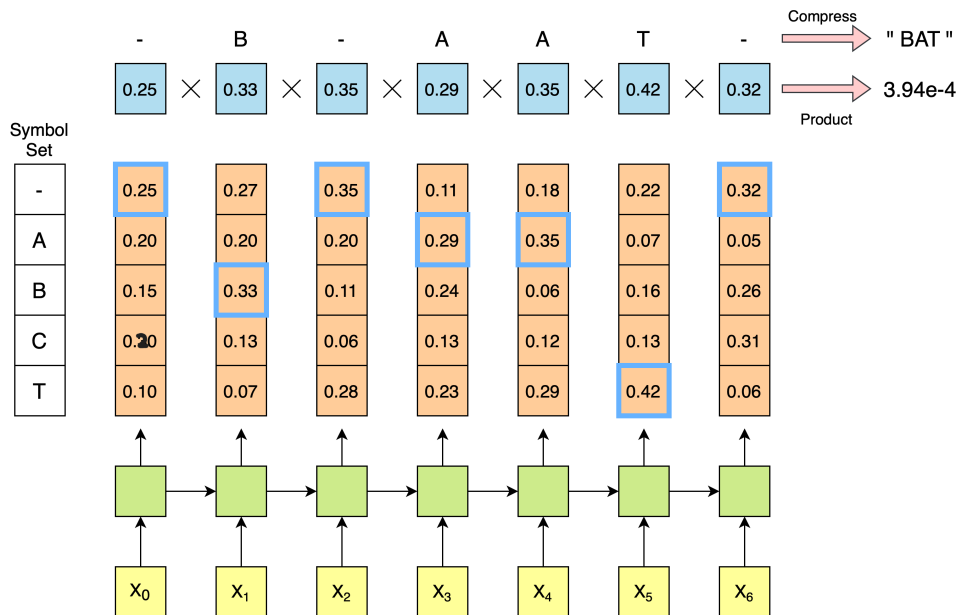 Compress
- B - A A T - " BAT "
0.25 × 0.33 × 0.35 × 0.29 × 0.35 × 0.42 × 0.32 3.94e-4
Product
Symbol
Set
- 0.25 0.27 0.35 0.11 0.18 0.22 0.32
A 0.20 0.20 0.20 0.29 0.35 0.07 0.05
B 0.15 0.33 0.11 0.24 0.06 0.16 0.26
C 0.13 0.06 0.13 0.12 0.13 0.31
T 0.10 0.07 0.28 0.23 0.29 0.42 0.06
X0 X1 X2 X3 X4 X5 X6